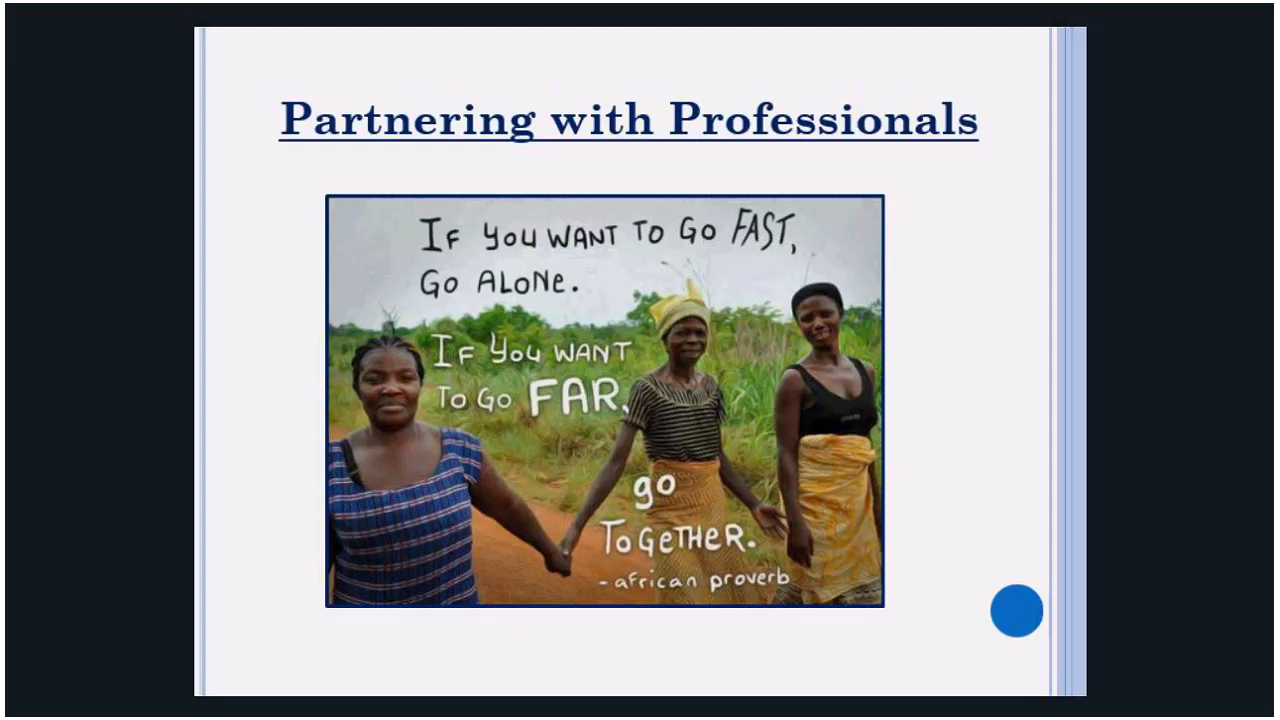 Partnering with Professionals
IF YOU WANT TO GO FAST,
GO ALONE.
IF YOU WANT
TO GO FAR,
go
TOGETHER.
- african proverb